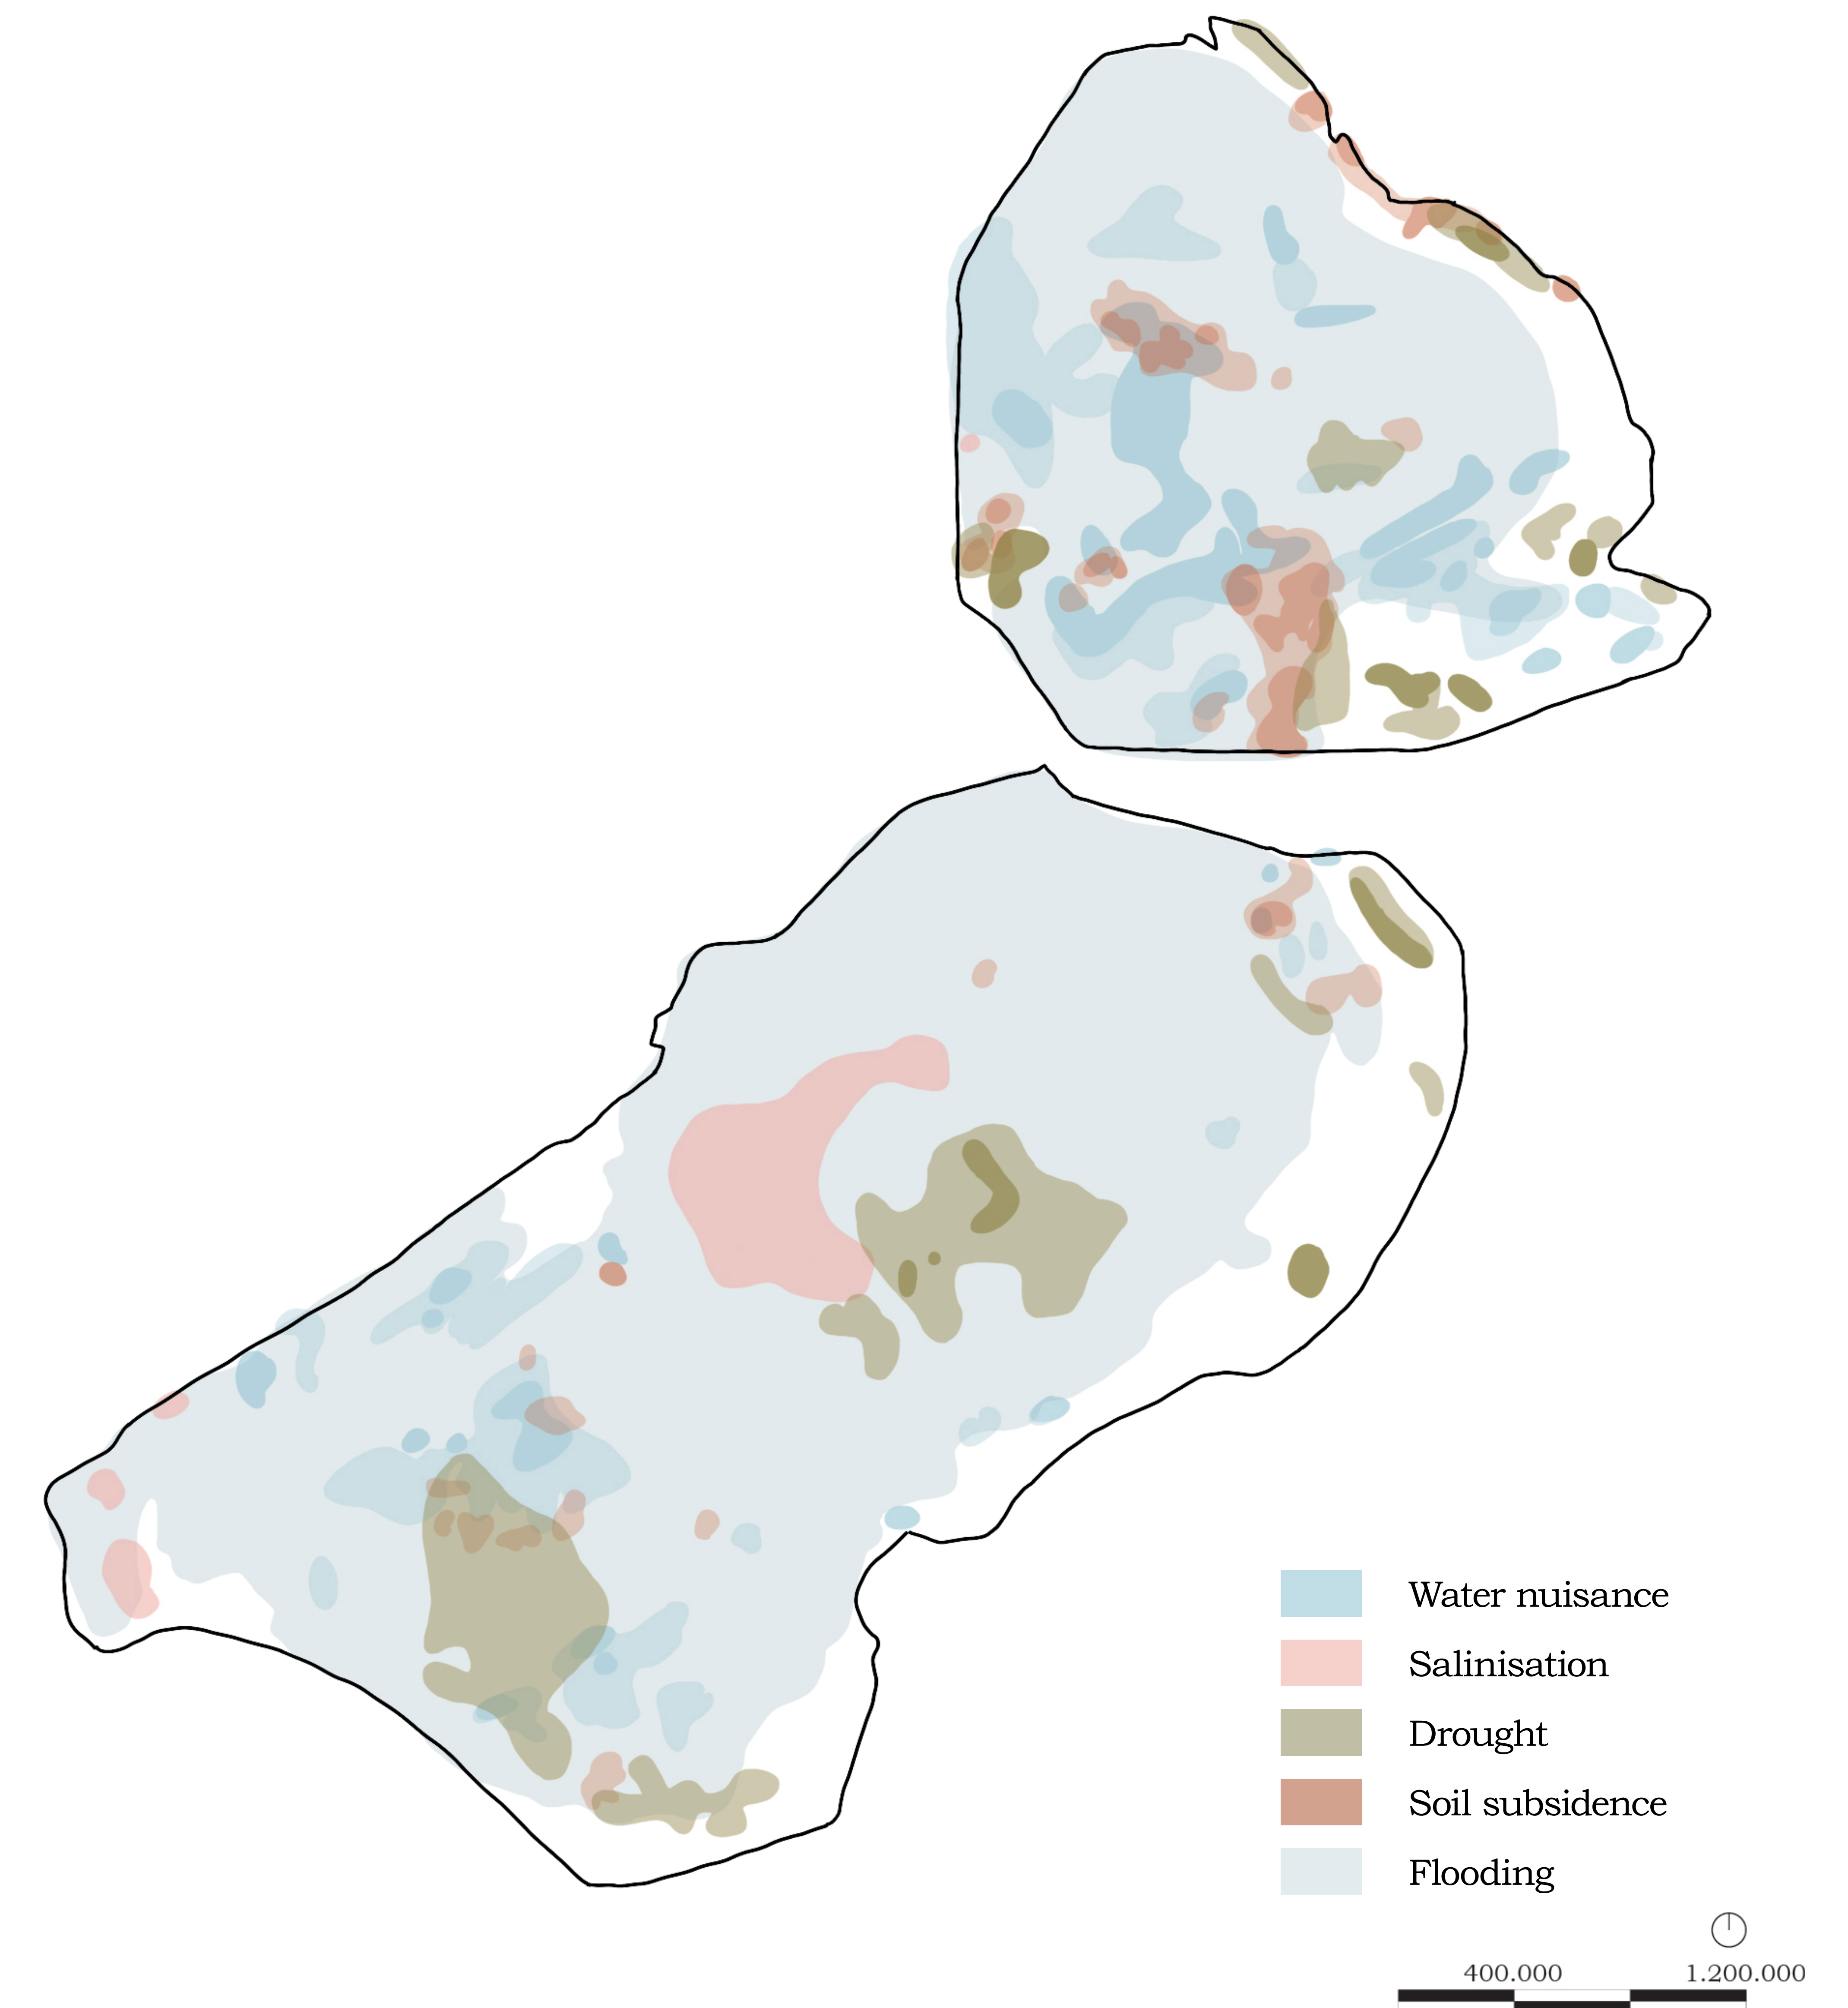 Water nuisance
Salinisation
Drought
Soil subsidence
Flooding
400.000 1.200.000